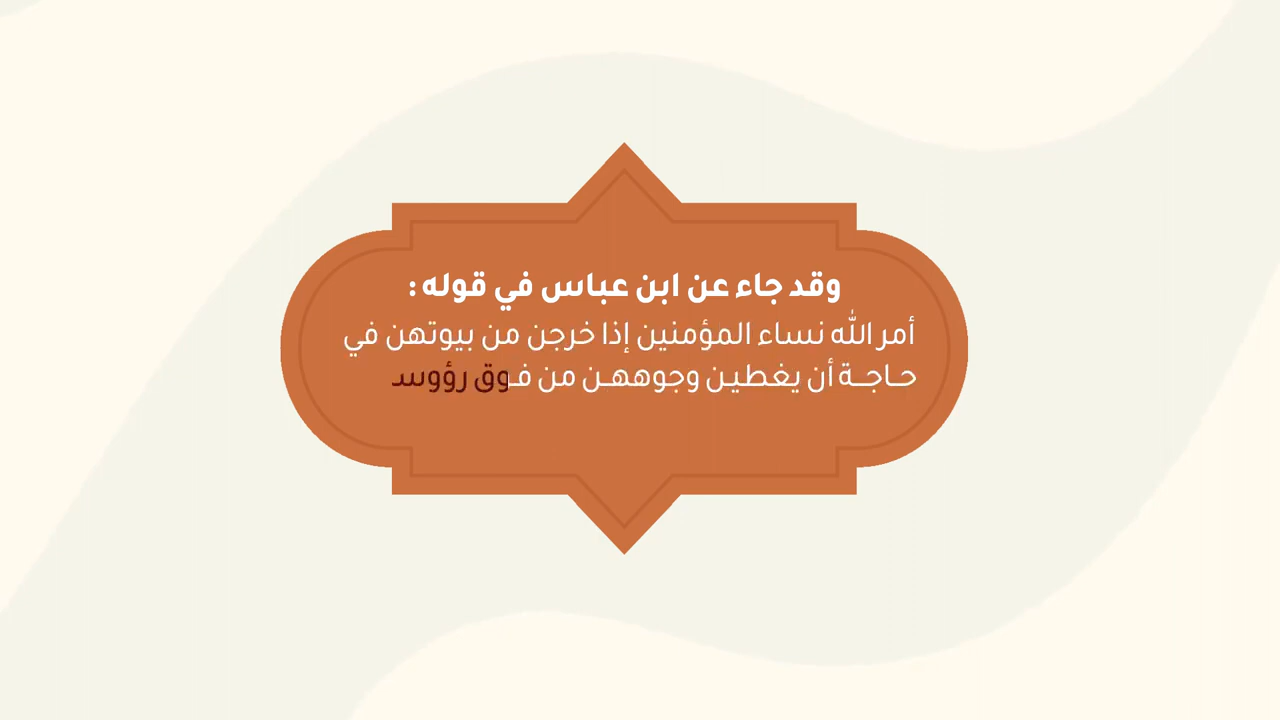 وقد جاء عن ابن عباس في قوله :
أمر الله نساء المؤمنين إذا خرجن من بيوتهن في
حاجة أن يغطين وجوههن من فوق رؤوسـ